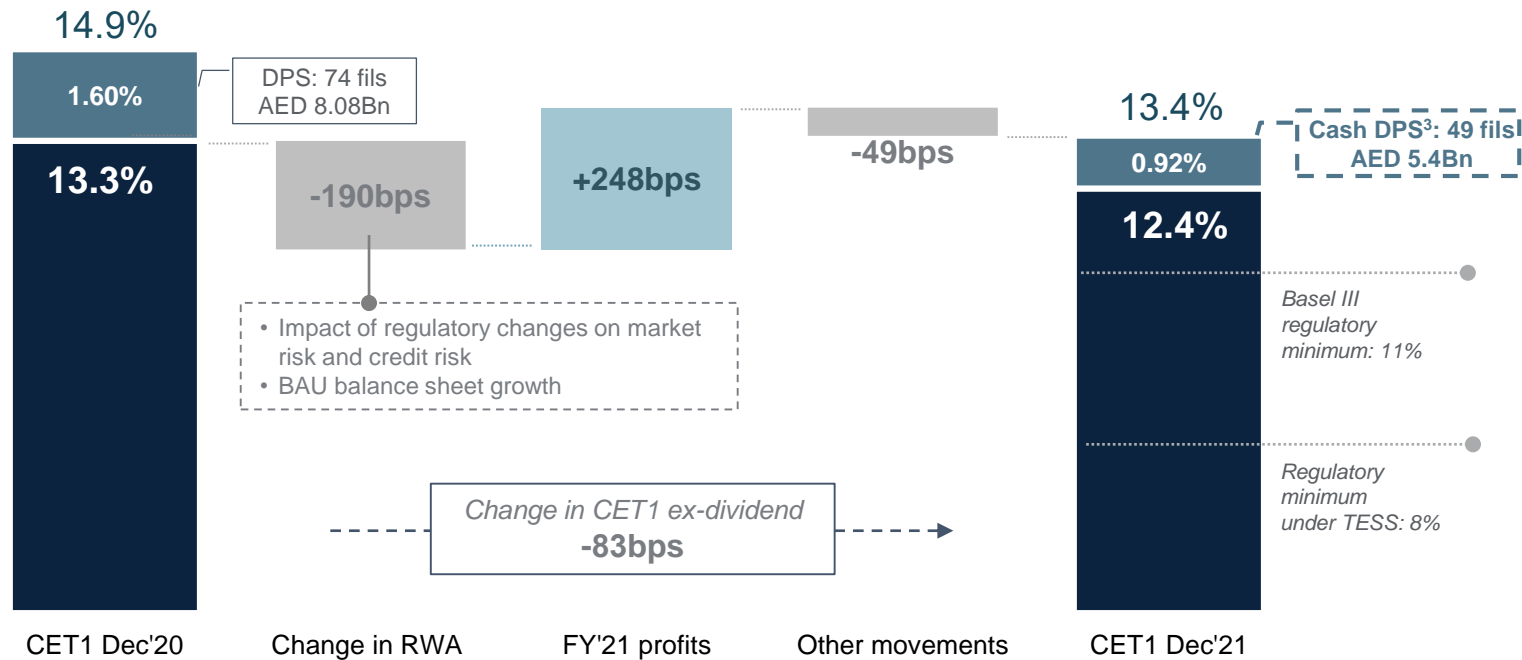 14.9%
1.60%
DPS: 74 fils
AED 8.08Bn
13.3%
-190bps
+248bps
-49bps
13.4%
0.92%
Cash DPS³: 49 fils
AED 5.4Bn
12.4%
• Impact of regulatory changes on market
risk and credit risk
• BAU balance sheet growth
Basel III
regulatory
minimum: 11%
Regulatory
minimum
under TESS: 8%
Change in CET1 ex-dividend
-83bps
CET1 Dec'20
Change in RWA
FY'21 profits
Other movements
CET1 Dec'21